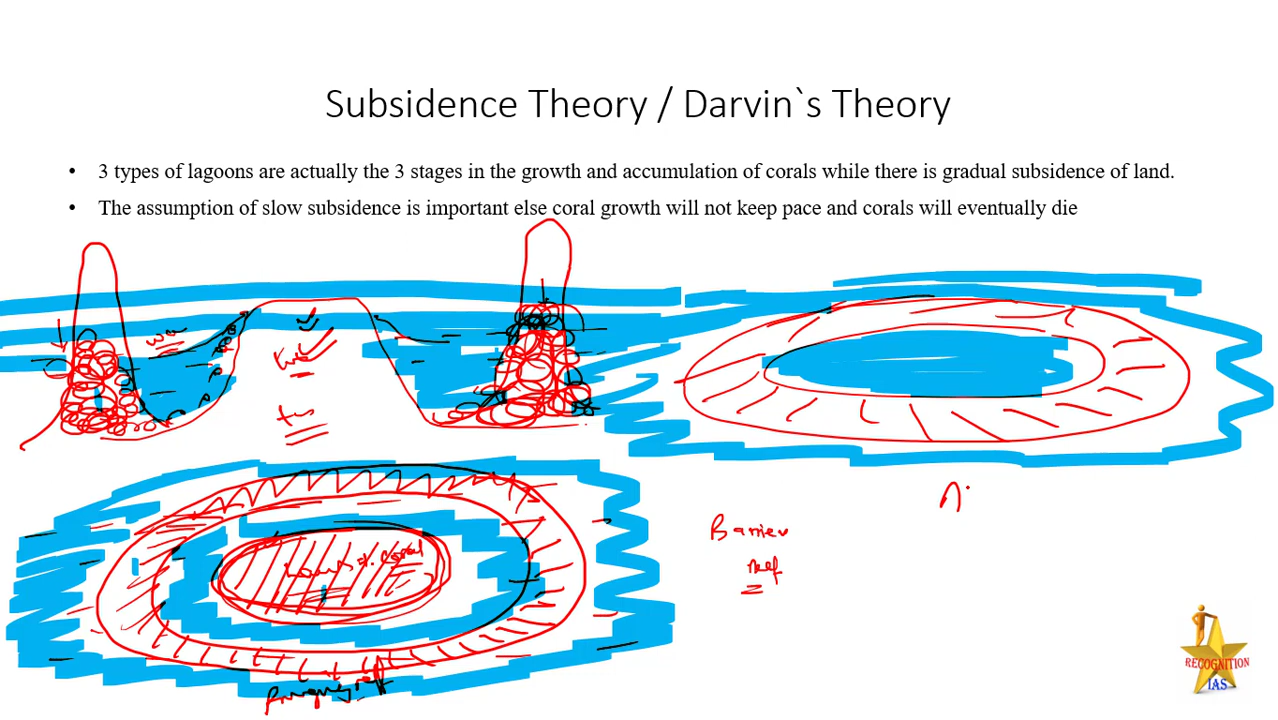 Subsidence Theory / Darvin`s Theory
• 3 types of lagoons are actually the 3 stages in the growth and accumulation of corals while there is gradual subsidence of land.
• The assumption of slow subsidence is important else coral growth will not keep pace and corals will eventually die
coral
Barrier
reef
RECOGNITION
IAS